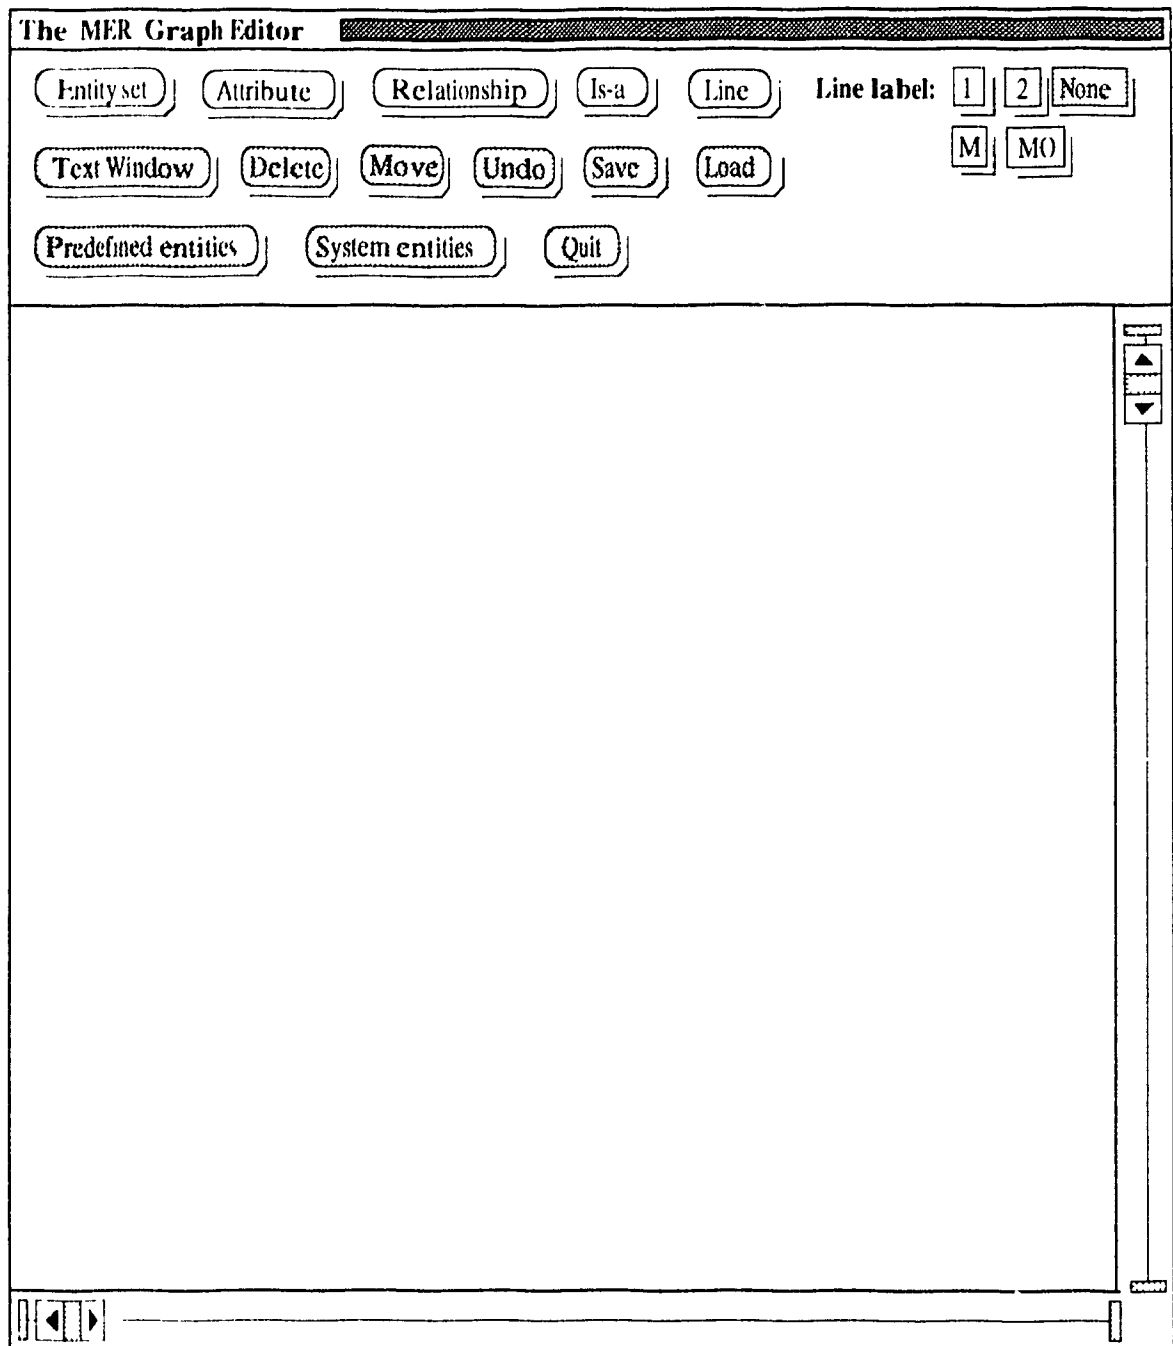 The MER Graph Editor
Entity set Attribute Relationship Is-a Line Line label: 1 2 None
Text Window Delete Move Undo Save Load M MO
Predefined entities System entities Quit